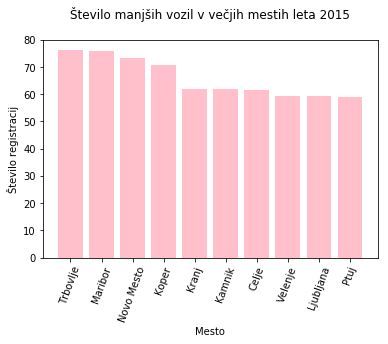 Število manjših vozil v večjih mestih leta 2015
80
70
60
50
40
30
20
10
0
Število registracij
Trbovlje
Maribor
Novo Mesto
Koper
Kranj
Kamnik
Celje
Velenje
Ljubljana
Ptuj
Mesto